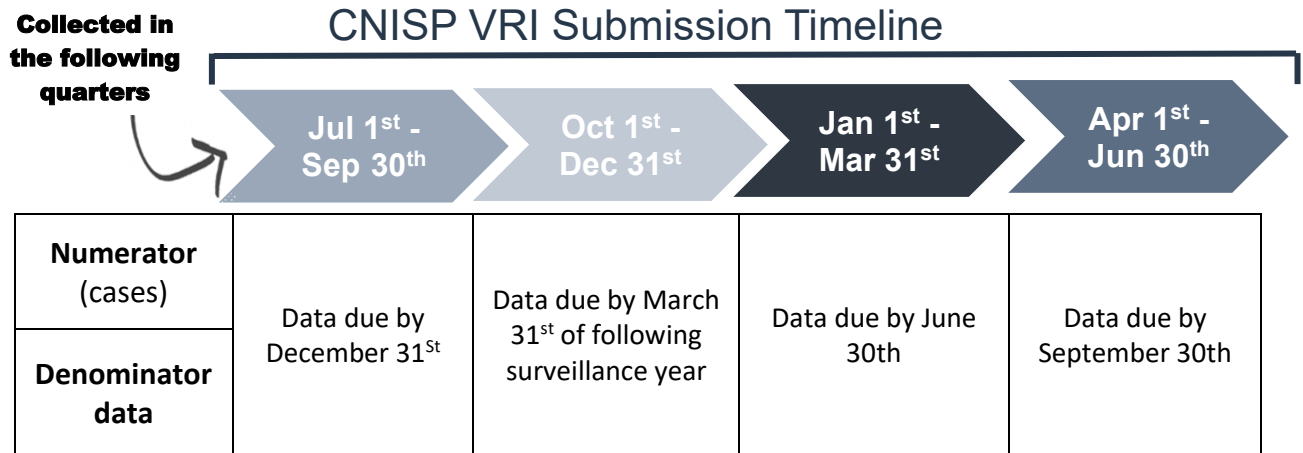 Collected in
the following
quarters
CNISP VRI Submission Timeline
Jul 1st -
Sep 30th
Oct 1st -
Dec 31st
Jan 1st -
Mar 31st
Apr 1st -
Jun 30th
Numerator
(cases)
Denominator
data
Data due by
December 31St
Data due by March
31st of following
surveillance year
Data due by June
30th
Data due by
September 30th